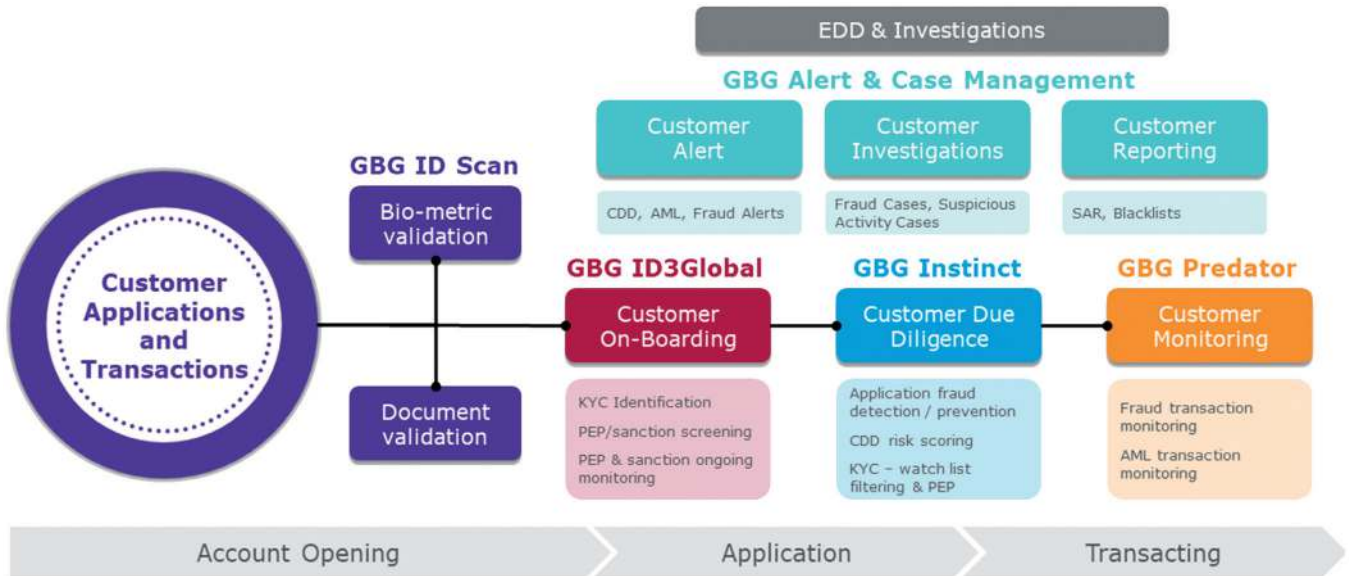 EDD & Investigations
GBG Alert & Case Management
Customer
Alert
Customer
Investigations
Customer
Reporting
CDD, AML, Fraud Alerts
Fraud Cases, Suspicious
Activity Cases
SAR, Blacklists
Customer
Applications
and
Transactions
GBG ID Scan
Bio-metric
validation
Document
validation
GBG ID3Global
Customer
On-Boarding
KYC Identification
PEP/sanction screening
PEP & sanction ongoing
monitoring
GBG Instinct
Customer Due
Diligence
Application fraud
detection / prevention
CDD risk scoring
KYC – watch list
filtering & PEP
GBG Predator
Customer
Monitoring
Fraud transaction
monitoring
AML transaction
monitoring
Account Opening
Application
Transacting